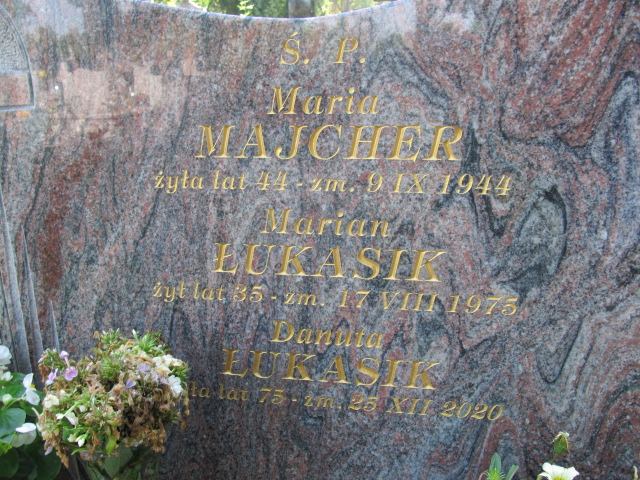 Ś. P.
Maria
MAJCHER
żyła lat 44 - zm. 9 IX 1944
Marian
ŁUKASIK
żył lat 35 - zm. 17 VIII 1975
Danuta
ŁUKASIK
lat 75 - zm. 25 XII 2020